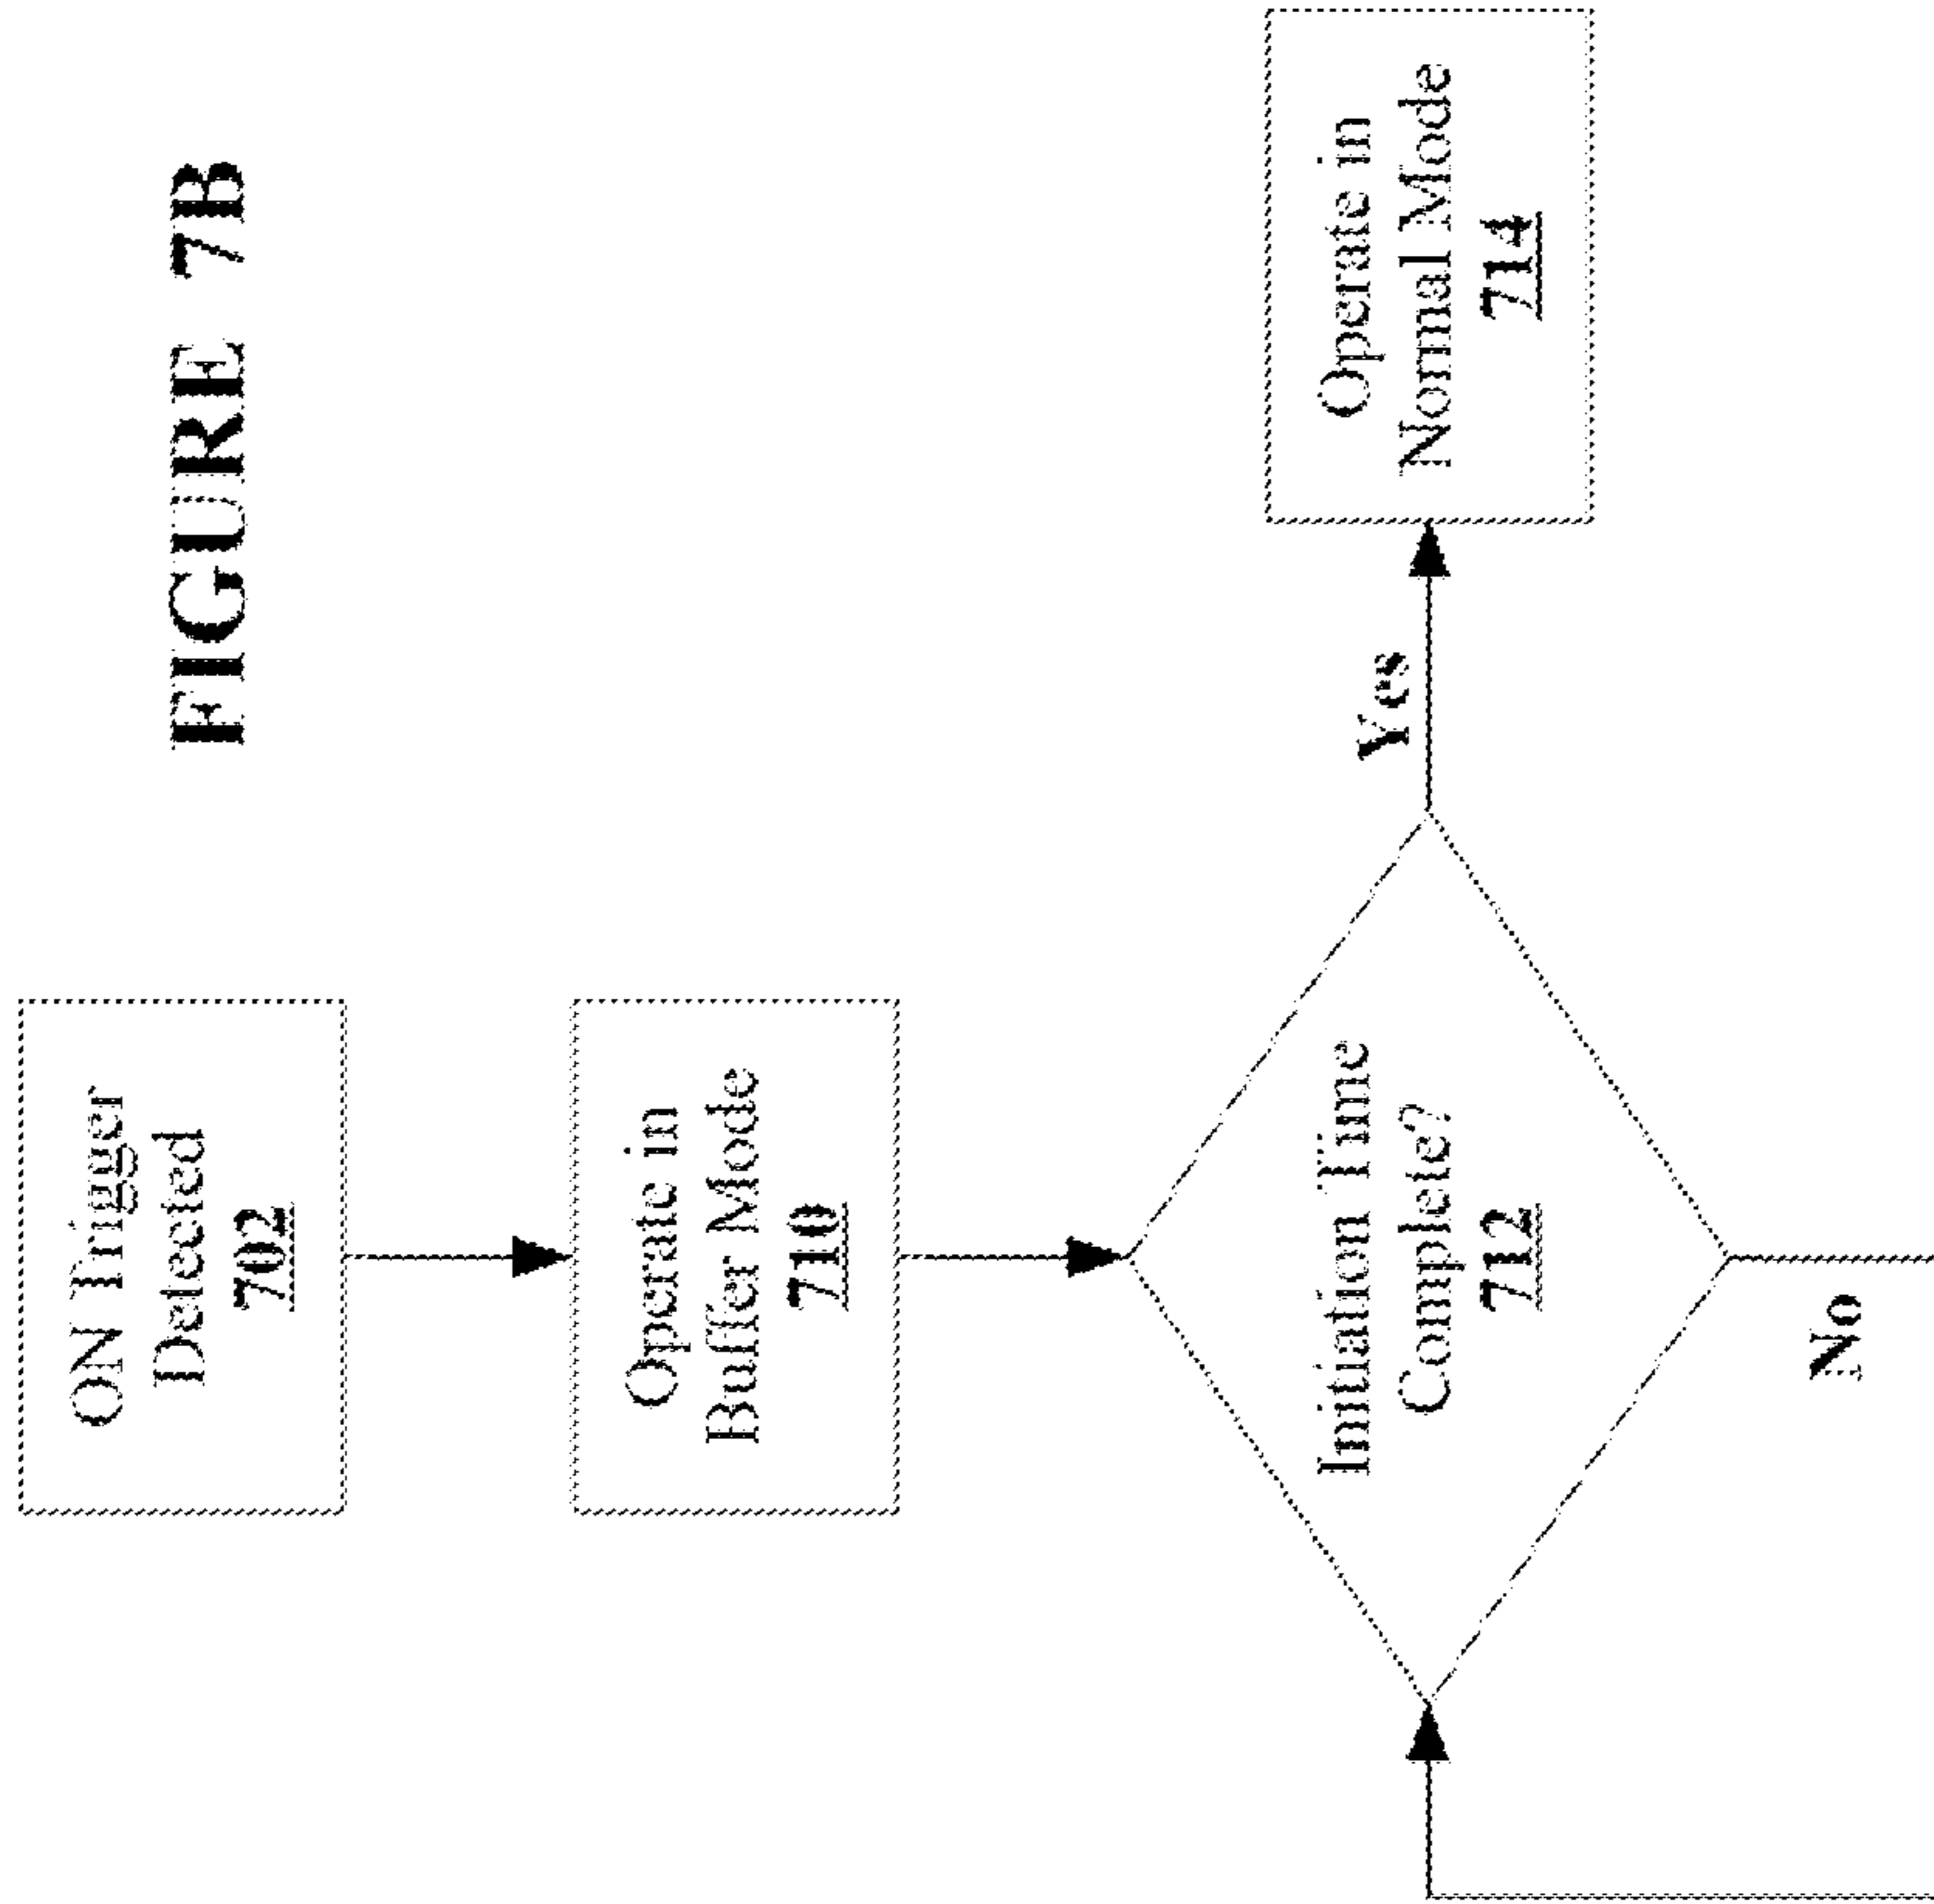 FIGURE 7B
ON Trigger
Detected
702
Operate in
Buffer Mode
710
Initiation Time
Complete?
712
Yes
Operate in
Normal Mode
714
No